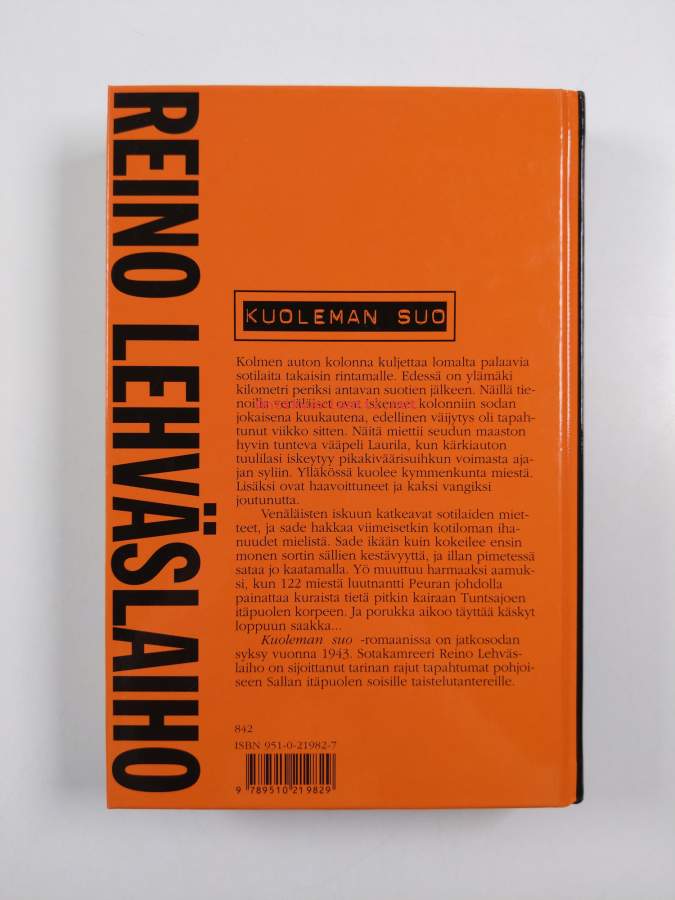 REINO LEHVÄSLAIHO
KUOLEMAN SUO
Kolmen auton kolonna kuljettaa lomalta palaavia
sotilaita takaisin rintamalle. Edessä on ylämäki
kilometri periksi antavan suotien jälkeen. Näillä tie-
noilla venäläiset ovat iskeneet kolonniin sodan
jokaisena kuukautena, edellinen väijytys oli tapah-
tunut viikko sitten. Näitä miettii seudun maaston
hyvin tunteva vääpeli Laurila, kun kärkiauton
tuulilasi iskeytyy pikakiväärisuihkun voimasta aja-
jan syliin. Ylläkössä kuolee kymmenkunta miestä.
Lisäksi ovat haavoittuneet ja kaksi vangiksi
joutunutta.
Venäläisten iskuun katkeavat sotilaiden miet-
teet, ja sade hakkaa viimeisetkin kotiloman iha-
nuudet mielistä. Sade ikään kuin kokeilee ensin
monen sortin sällien kestävyyttä, ja illan pimetessä
sataa jo kaatamalla. Yö muuttuu harmaaksi aamuk-
si, kun 122 miestä luutnantti Peuran johdolla
painattaa kuraista tietä pitkin kairaan Tuntsajoen
itäpuolen korpeen. Ja porukka aikoo täyttää käskyt
loppuun saakka...
Kuoleman suo -romaanissa on jatkosodan
syksy vuonna 1943. Sotakamreeri Reino Lehväs-
laiho on sijoittanut tarinan rajut tapahtumat pohjoi-
seen Sallan itäpuolen soisille taistelutantereille.
842
ISBN 951-0-21982-7
9 789510 219829